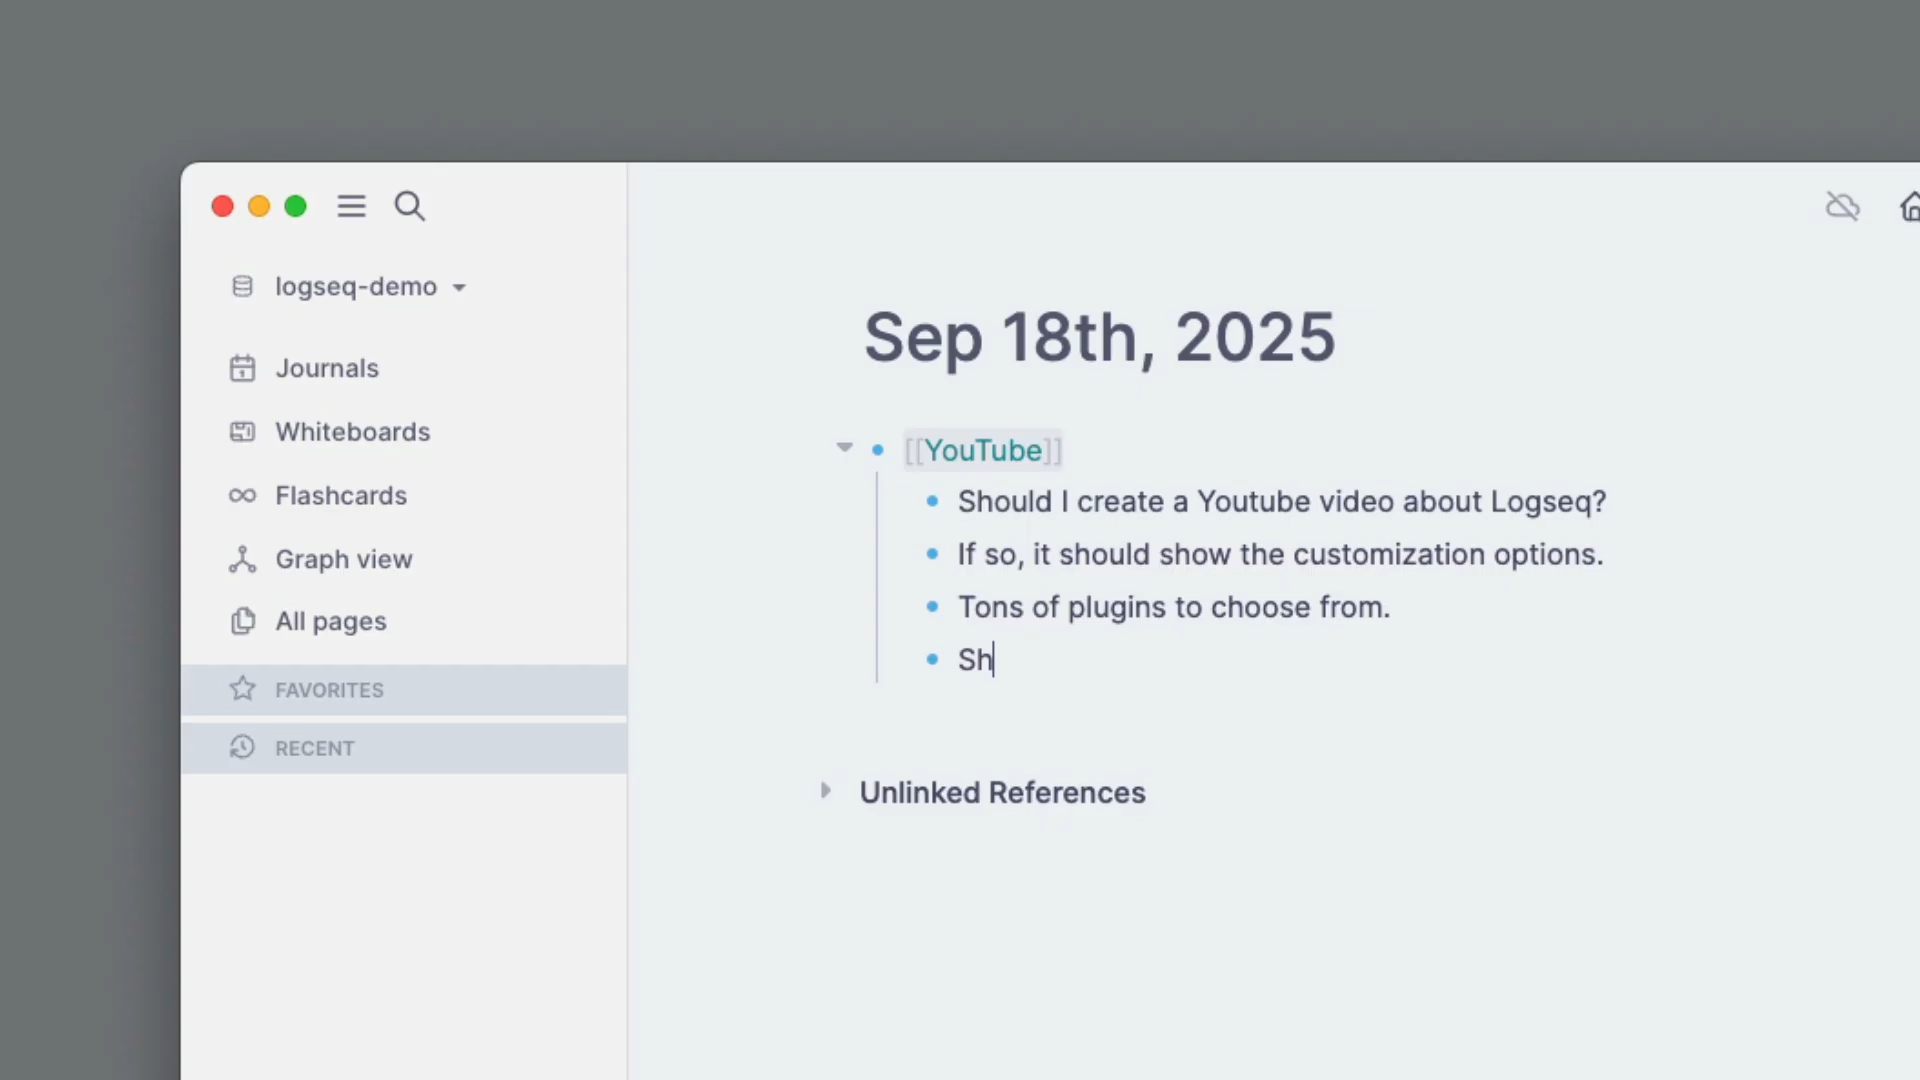 logseq-demo
Journals
Whiteboards
Flashcards
Graph view
All pages
FAVORITES
RECENT
Sep 18th, 2025
[[YouTube]]
Should I create a Youtube video about Logseq?
If so, it should show the customization options.
Tons of plugins to choose from.
Sh
Unlinked References